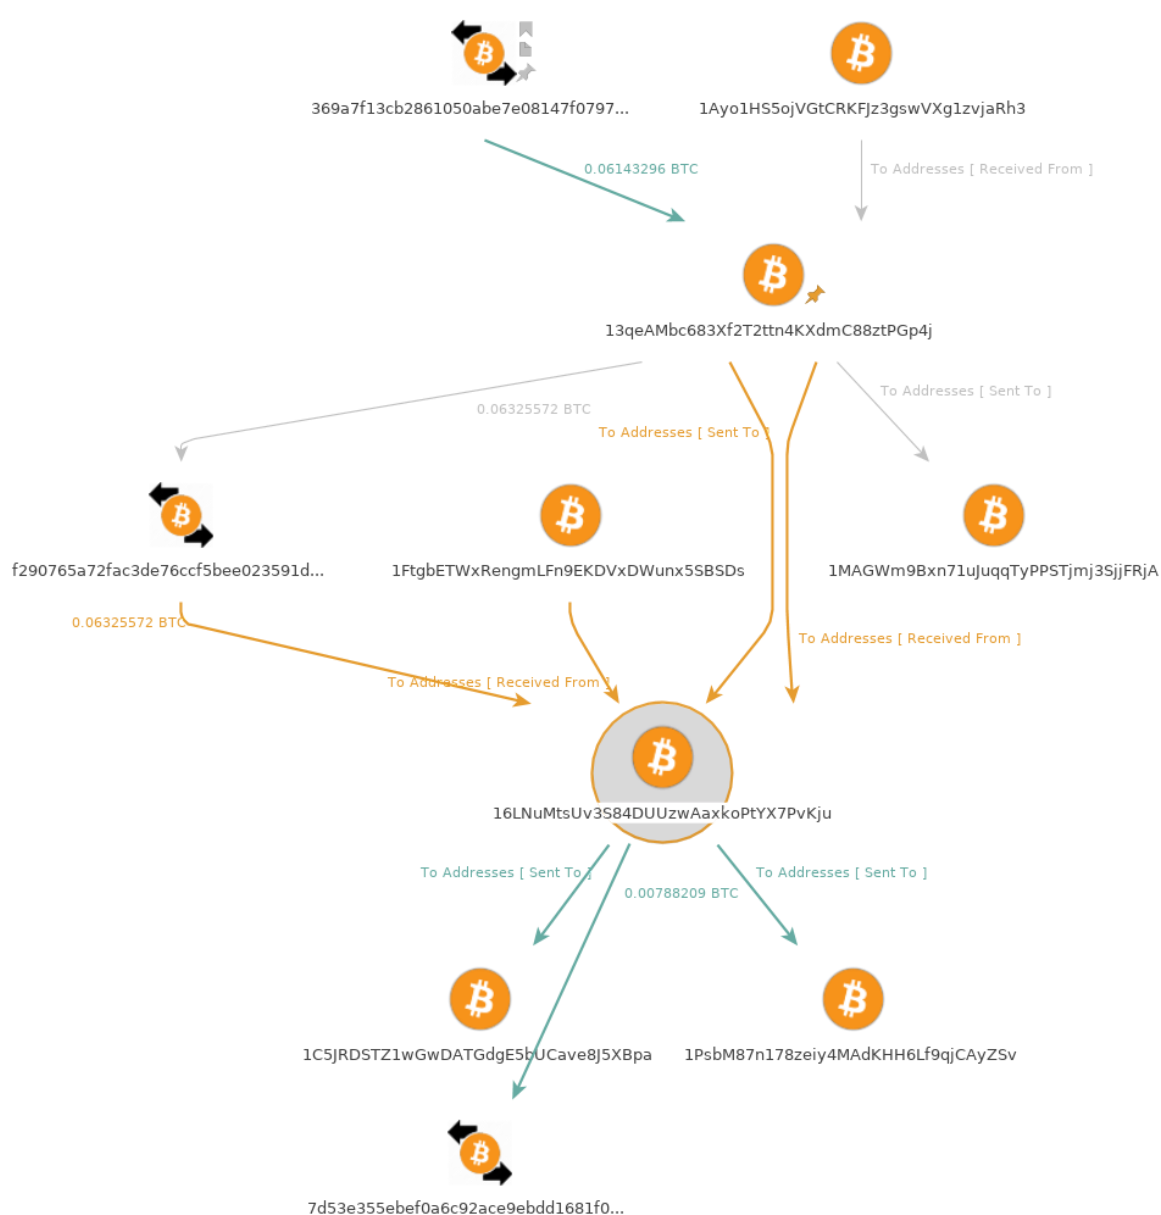 369a7f13cb2861050abe7e08147f0797...
1Ayo1HS5ojVGtCRKFJz3gswVXg1zvjaRh3
0.06143296 BTC
To Addresses [ Received From ]
13qeAMbc683Xf2T2ttn4KXdmC88ztPGp4j
To Addresses [ Sent To ]
0.06325572 BTC
To Addresses [ Sent To ]
f290765a72fac3de76ccf5bee023591d...
1FtgbETWxRengmLFn9EKDVxDWunx5SBSDs
1MAGWm9Bxn71uJuqqTyPPSTjmj3SjjFRjA
0.06325572 BTC
To Addresses [ Received From ]
To Addresses [ Received From ]
16LNuMtsUv3S84DUUzwAaxkoPtYX7PvKju
To Addresses [ Sent To ]
To Addresses [ Sent To ]
0.00788209 BTC
1C5JRDSTZ1wGwDATGdgE5bUCave8J5XBpa
1PsbM87n178zeiy4MAdKHH6Lf9qjCAyZSv
7d53e355ebef0a6c92ace9ebdd1681f0...